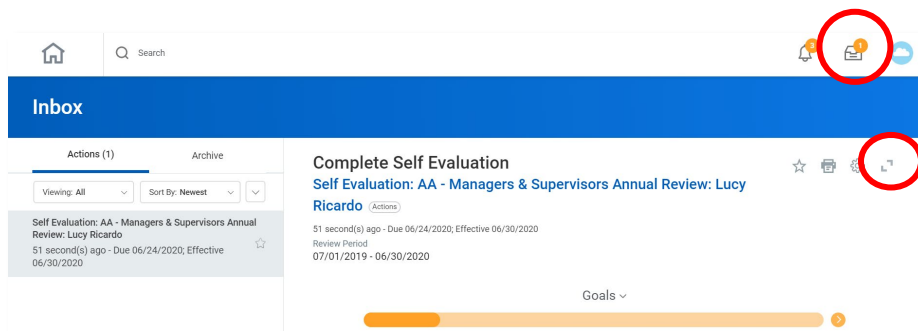 Search
3
1
Inbox
Actions (1)
Archive
Viewing: All
Sort By: Newest
Self Evaluation: AA - Managers & Supervisors Annual
Review: Lucy Ricardo
51 second(s) ago - Due 06/24/2020; Effective
06/30/2020
Complete Self Evaluation
Self Evaluation: AA - Managers & Supervisors Annual Review: Lucy
Ricardo Actions
51 second(s) ago - Due 06/24/2020; Effective 06/30/2020
Review Period
07/01/2019 - 06/30/2020
Goals